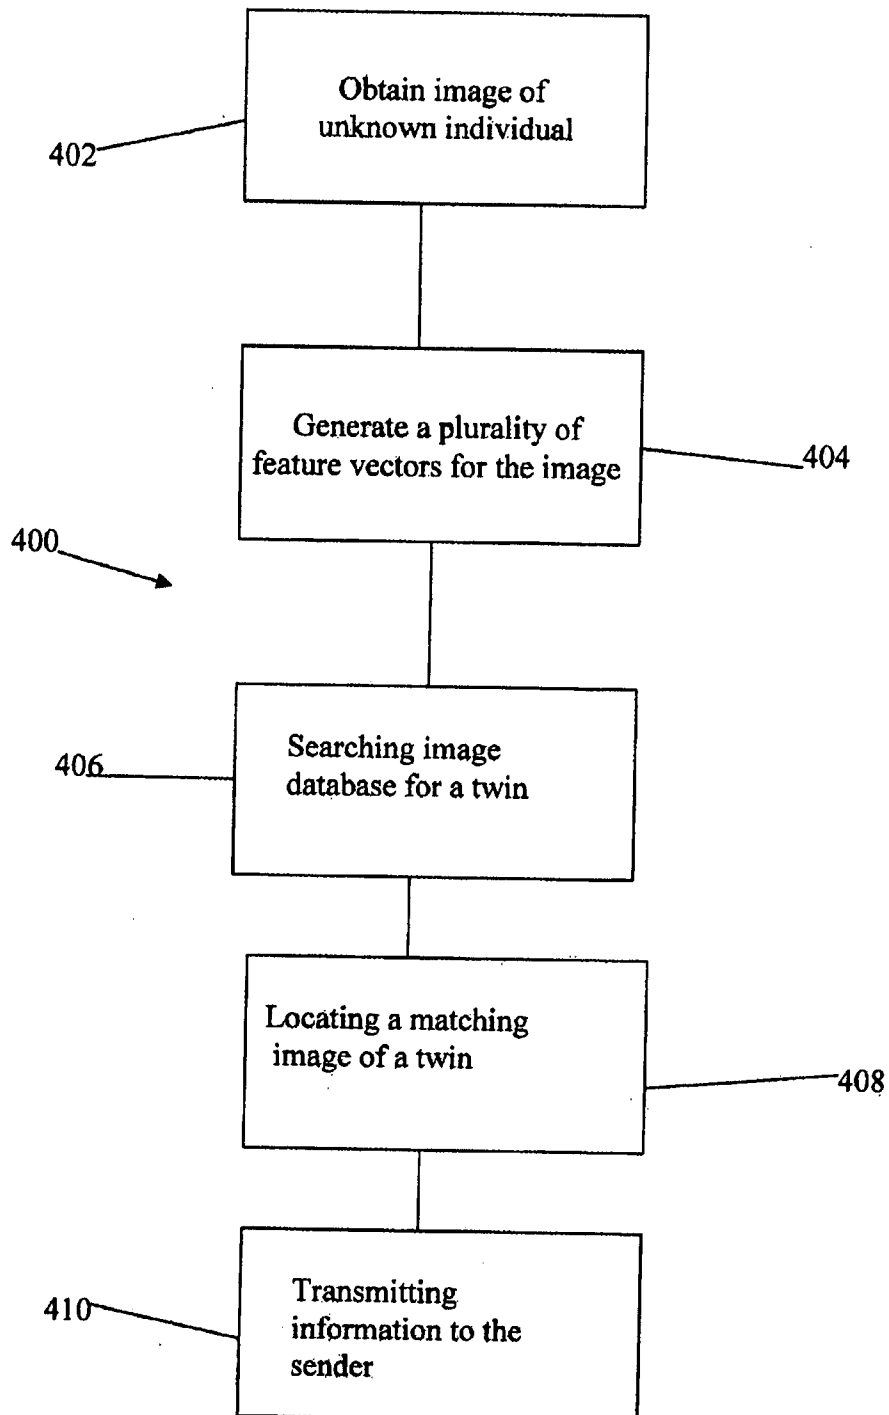 Obtain image of
unknown individual
402
Generate a plurality of
feature vectors for the image
404
400
Searching image
database for a twin
406
Locating a matching
image of a twin
408
Transmitting
information to the
sender
410